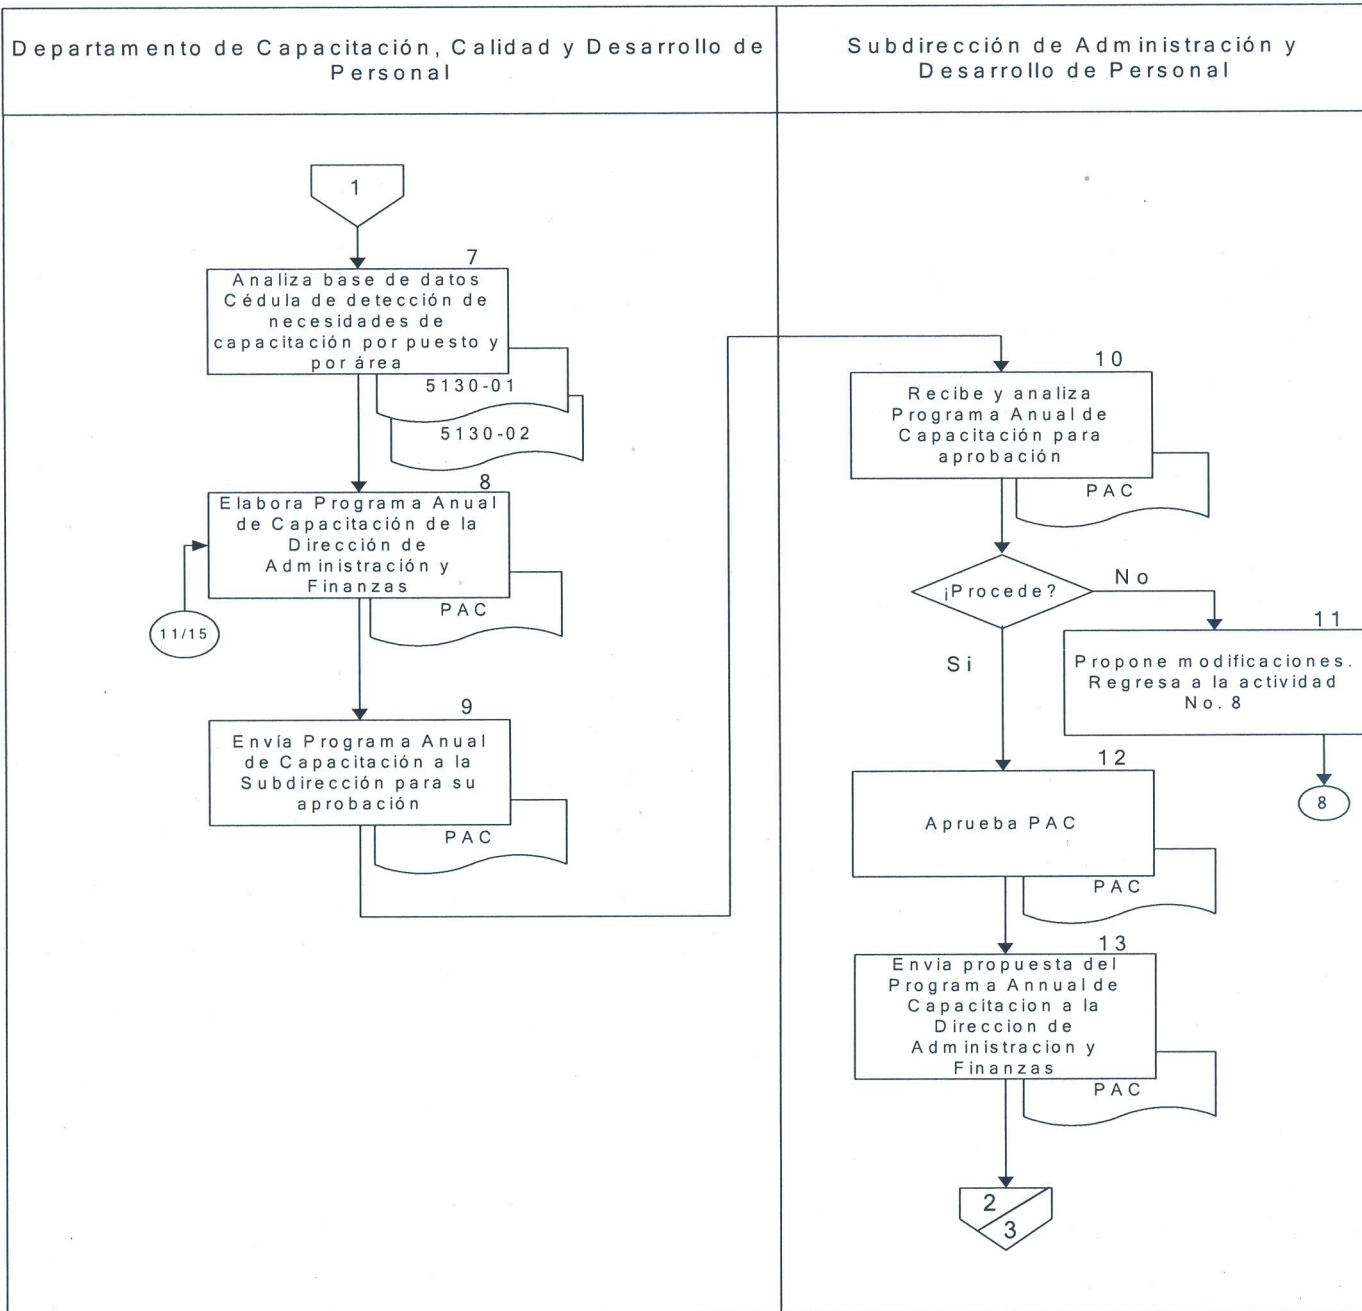 Departamento de Capacitación, Calidad y Desarrollo de
Personal
Subdirección de Administración y
Desarrollo de Personal
1
7
Analiza base de datos
Cédula de detección de
necesidades de
capacitación por puesto y
por área
5130-01
5130-02
8
Elabora Programa Anual
de Capacitación de la
Dirección de
Administración y
Finanzas
PAC
11/15
9
Envía Programa Anual
de Capacitación a la
Subdirección para su
aprobación
PAC
10
Recibe y analiza
Programa Anual de
Capacitación para
aprobación
PAC
¡Procede?
No
Si
11
Propone modificaciones.
Regresa a la actividad
No. 8
8
12
Aprueba PAC
PAC
13
Envia propuesta del
Programa Annual de
Capacitacion a la
Direccion de
Administracion y
Finanzas
PAC
2
3